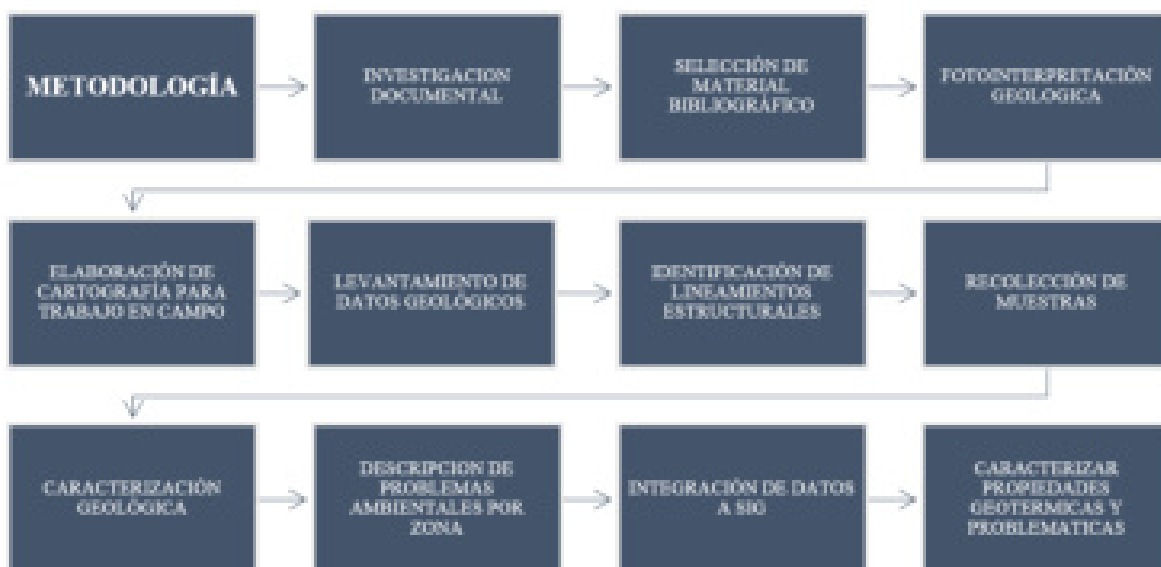 METODOLOGÍA
INVESTIGACION
DOCUMENTAL
SELECCIÓN DE
MATERIAL
BIBLIOGRÁFICO
FOTOINTERPRETACIÓN
GEOLOGICA
ELABORACIÓN DE
CARTOGRAFÍA PARA
TRABAJO EN CAMPO
LEVANTAMIENTO DE
DATOS GEOLÓGICOS
IDENTIFICACIÓN DE
LINEAMIENTOS
ESTRUCTURALES
RECOLECCIÓN DE
MUESTRAS
CARACTERIZACIÓN
GEOLÓGICA
DESCRIPCION DE
PROBLEMAS
AMBIENTALES POR
ZONA
INTEGRACIÓN DE DATOS
A SIG
CARACTERIZAR
PROPIEDADES
GEOTERMICAS Y
PROBLEMATICAS